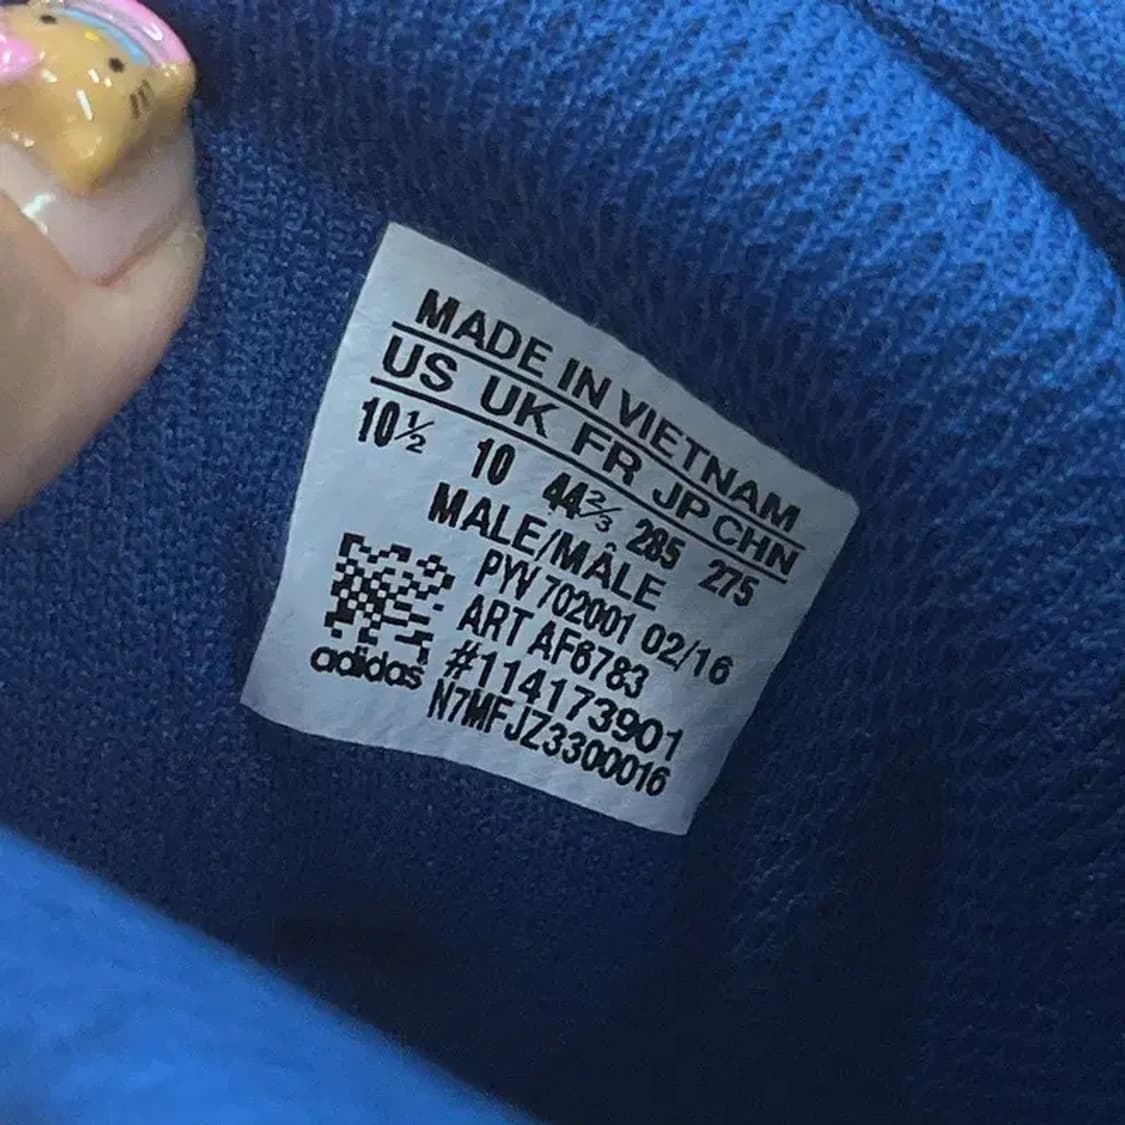 MADE IN VIETNAM
US UK FR JP CHN
10½ 10 44⅔ 285 275
MALE/MÂLE
PYV 702001 02/16
ART AF6783
#114173901
adidas N7MFJZ3300016